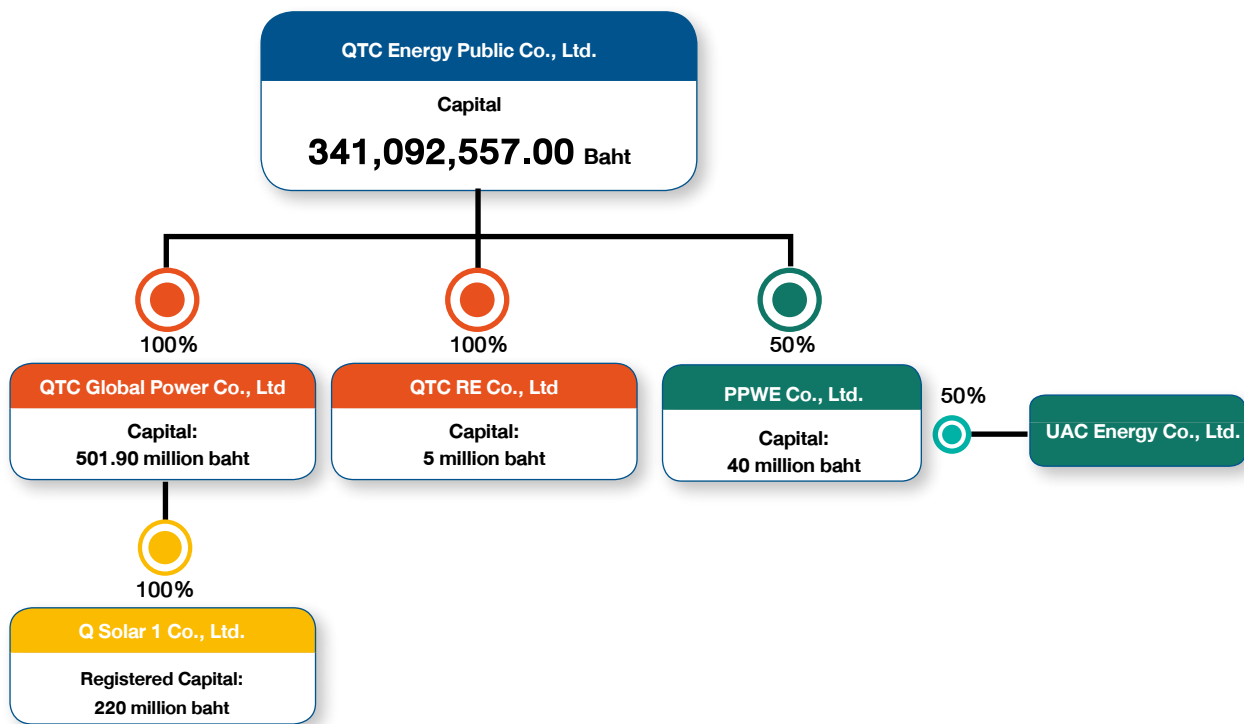 QTC Energy Public Co., Ltd.
Capital
341,092,557.00 Baht
100%
100%
50%
QTC Global Power Co., Ltd
Capital:
501.90 million baht
QTC RE Co., Ltd
Capital:
5 million baht
PPWE Co., Ltd.
Capital:
40 million baht
50%
UAC Energy Co., Ltd.
100%
Q Solar 1 Co., Ltd.
Registered Capital:
220 million baht